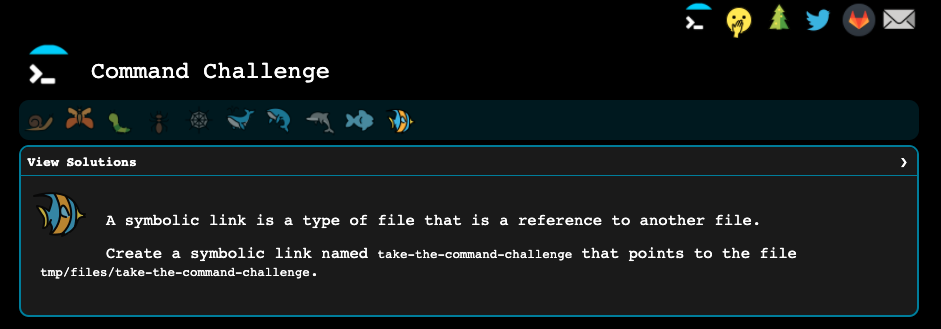 Command Challenge
View Solutions ❯
A symbolic link is a type of file that is a reference to another file.
Create a symbolic link named take-the-command-challenge that points to the file
tmp/files/take-the-command-challenge.